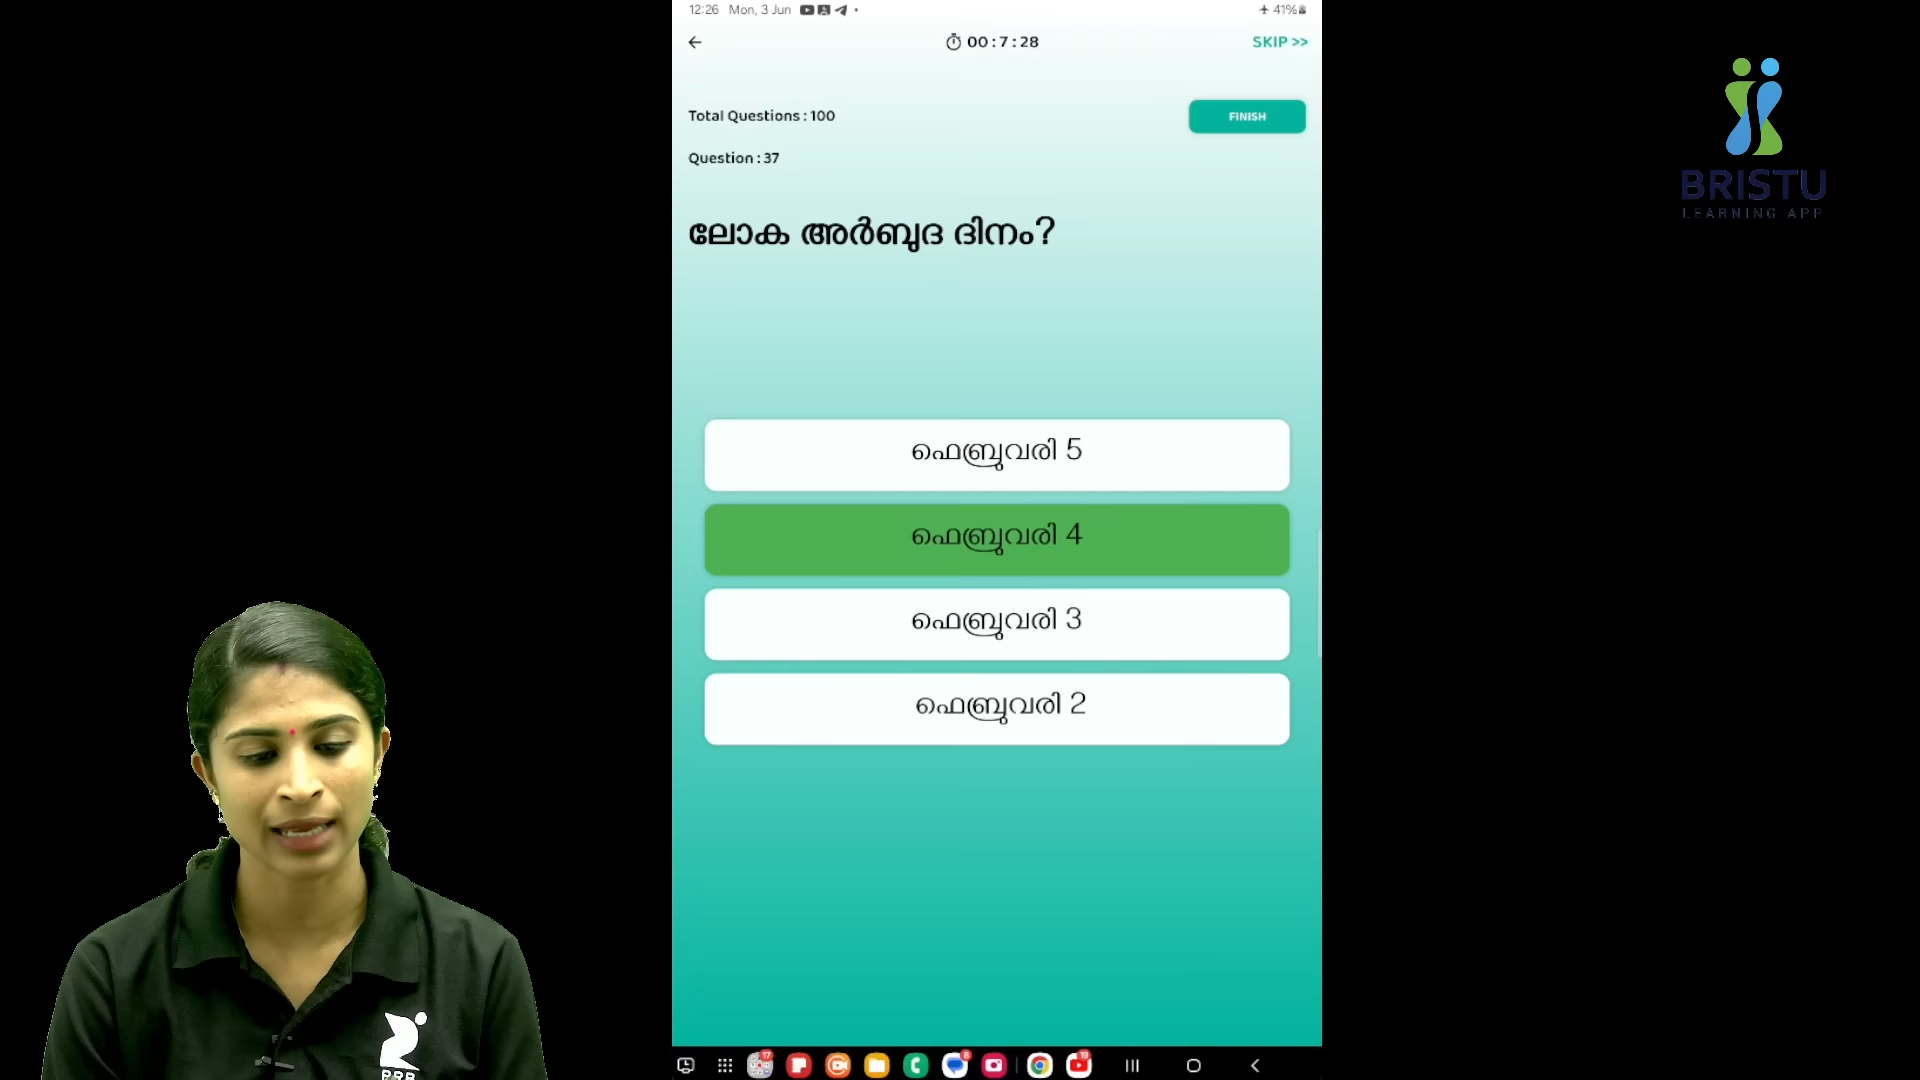 12:26 Mon, 3 Jun
41%
00 : 7 : 28
SKIP >>
Total Questions : 100
FINISH
Question : 37
ലോക അർബുദ ദിനം?
ഫെബ്രുവരി 5
ഫെബ്രുവരി 4
ഫെബ്രുവരി 3
ഫെബ്രുവരി 2
BRISTU
LEARNING APP